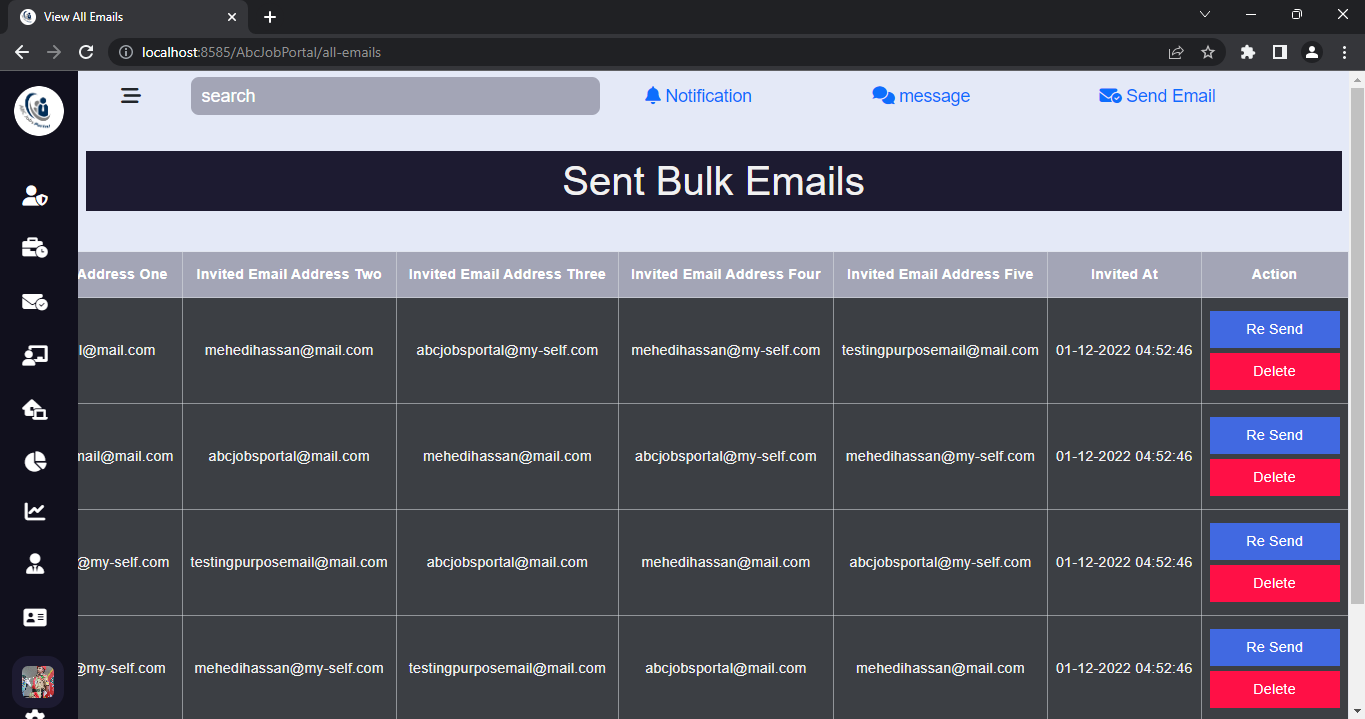 View All Emails
localhost:8585/AbcJobPortal/all-emails
search
Notification
message
Send Email
Sent Bulk Emails
Address One Invited Email Address Two Invited Email Address Three Invited Email Address Four Invited Email Address Five Invited At Action
l@mail.com mehedihassan@mail.com abcjobsportal@my-self.com mehedihassan@my-self.com testingpurposemail@mail.com 01-12-2022 04:52:46 Re Send
Delete
mail@mail.com abcjobsportal@mail.com mehedihassan@mail.com abcjobsportal@my-self.com mehedihassan@my-self.com 01-12-2022 04:52:46 Re Send
Delete
@my-self.com testingpurposemail@mail.com abcjobsportal@mail.com mehedihassan@mail.com abcjobsportal@my-self.com 01-12-2022 04:52:46 Re Send
Delete
@my-self.com mehedihassan@my-self.com testingpurposemail@mail.com abcjobsportal@mail.com mehedihassan@mail.com 01-12-2022 04:52:46 Re Send
Delete